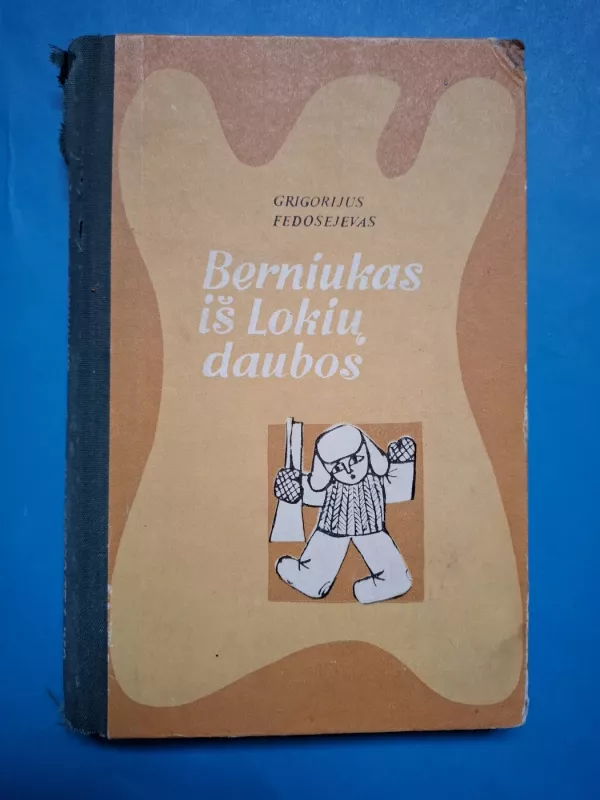 GRIGORIJUS
FEDOSEJEVAS
Berniukas
iš Lokių
daubos